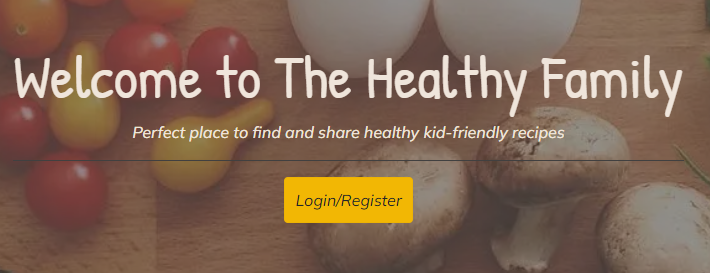 Welcome to The Healthy Family
Perfect place to find and share healthy kid-friendly recipes
Login/Register